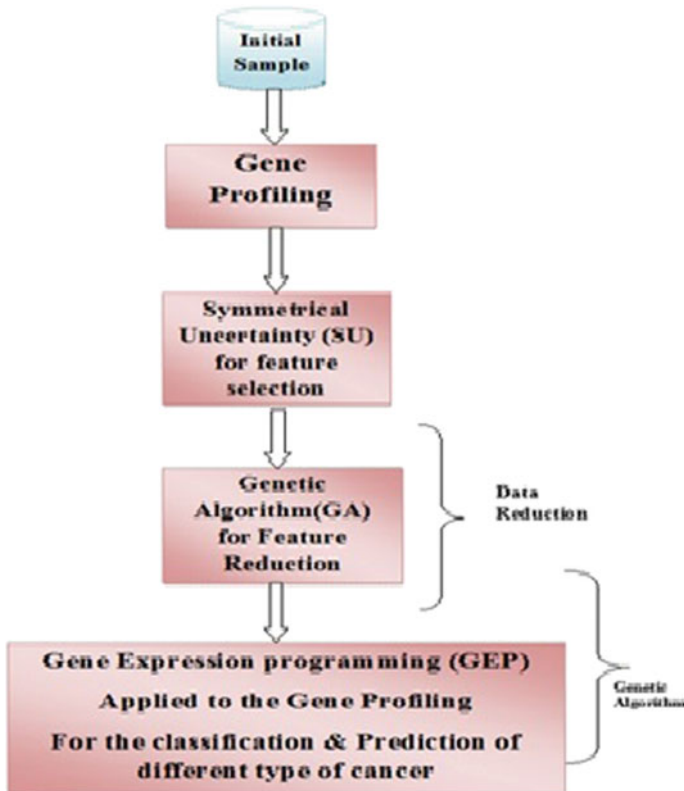 Initial
Sample
Gene
Profiling
Symmetrical
Uncertainty (SU)
for feature
selection
Genetic
Algorithm(GA)
for Feature
Reduction
Data
Reduction
Gene Expression programming (GEP)
Applied to the Gene Profiling
For the classification & Prediction of
different type of cancer
Genetic
Algorithm